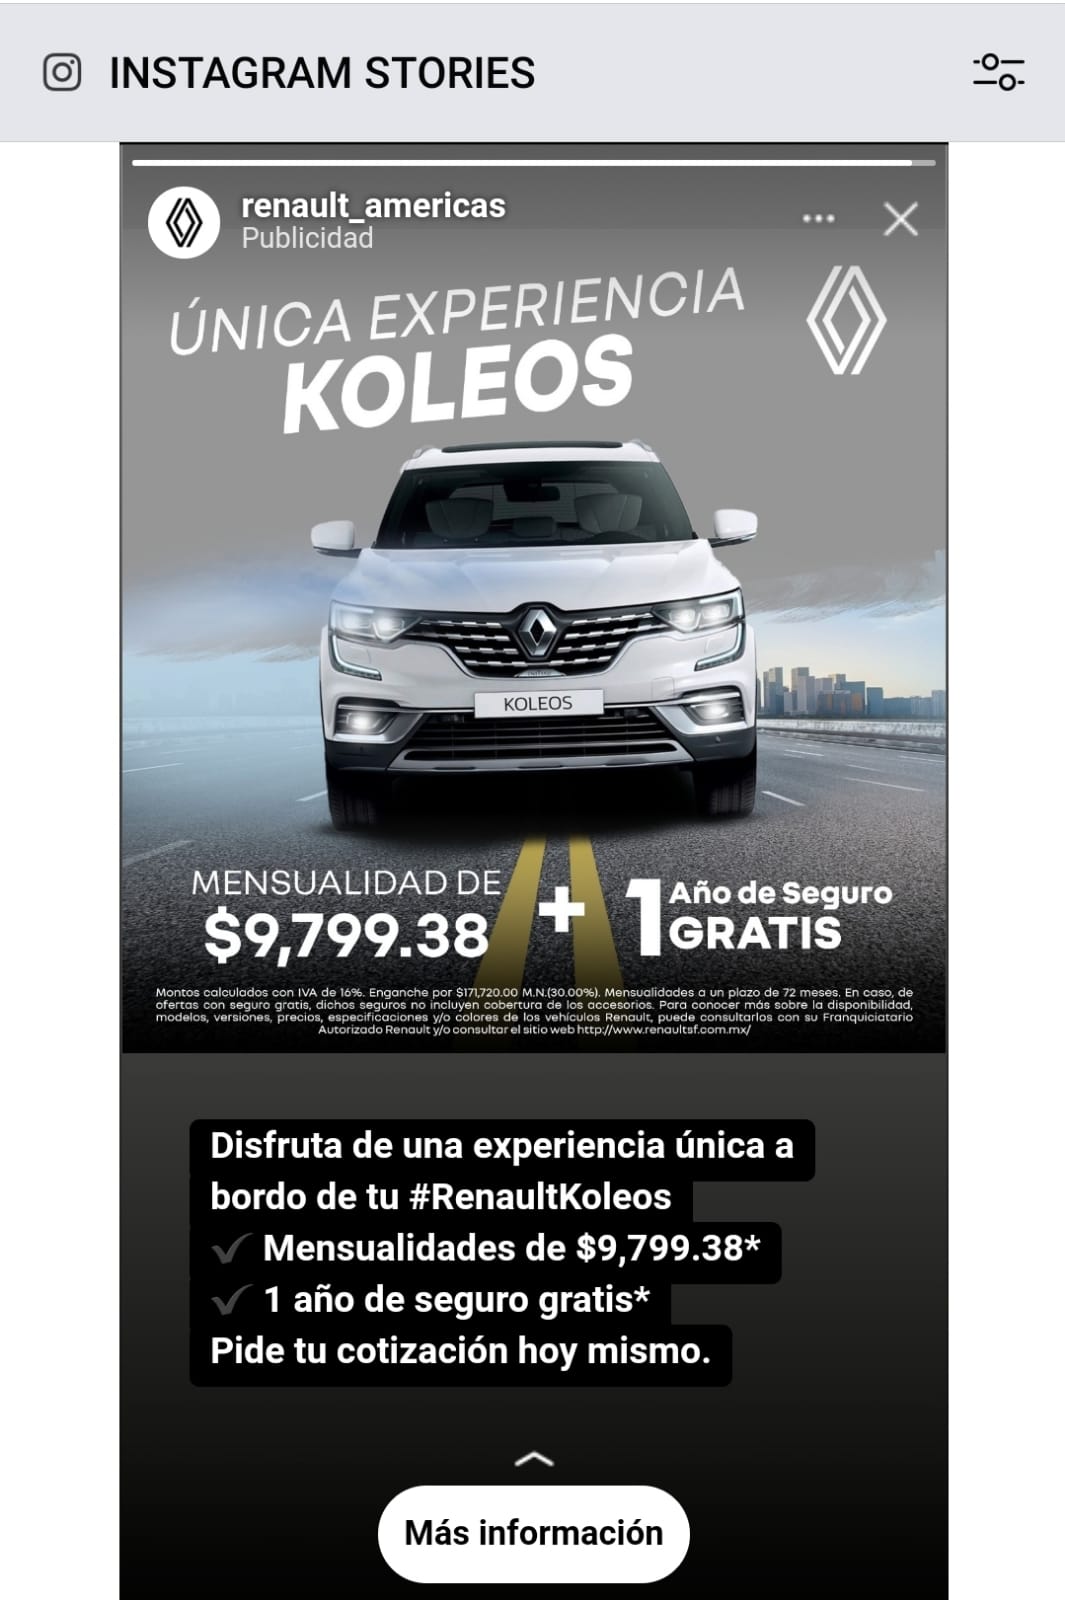 INSTAGRAM STORIES
renault_americas
Publicidad
ÚNICA EXPERIENCIA
KOLEOS
KOLEOS
MENSUALIDAD DE
$9,799.38
+
1 Año de Seguro
GRATIS
Montos calculados con IVA de 16%. Enganche por $171,720.00 M.N.(30.00%). Mensualidades a un plazo de 72 meses. En caso, de
ofertas con seguro gratis, dichos seguros no incluyen cobertura de los accesorios. Para conocer más sobre la disponibilidad,
modelos, versiones, precios, especificaciones y/o colores de los vehículos Renault, puede consultarlos con su Franquiciatario
Autorizado Renault y/o consultar el sitio web http://www.renaultsf.com.mx/
Disfruta de una experiencia única a
bordo de tu #RenaultKoleos
✓ Mensualidades de $9,799.38*
✓ 1 año de seguro gratis*
Pide tu cotización hoy mismo.
Más información